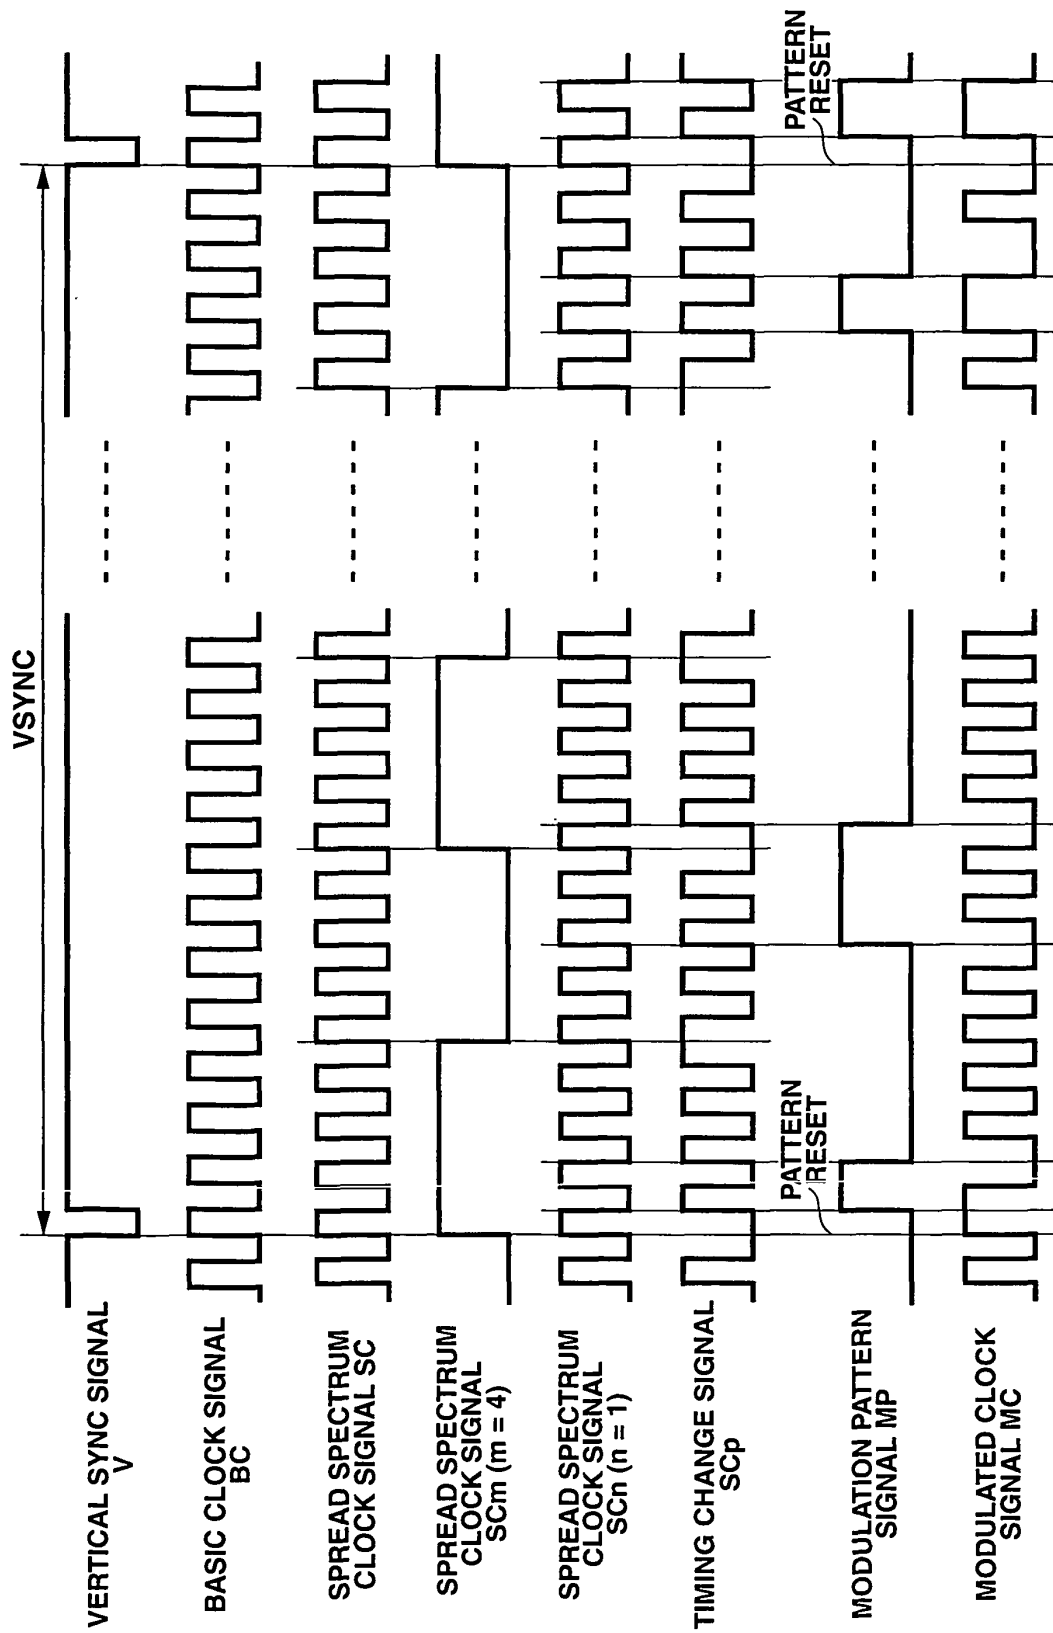 VSYNC
VERTICAL SYNC SIGNAL
V
BASIC CLOCK SIGNAL
BC
SPREAD SPECTRUM
CLOCK SIGNAL SC
SPREAD SPECTRUM
CLOCK SIGNAL
SCm (m = 4)
SPREAD SPECTRUM
CLOCK SIGNAL
SCn (n = 1)
TIMING CHANGE SIGNAL
SCp
PATTERN
RESET
PATTERN
RESET
MODULATION PATTERN
SIGNAL MP
MODULATED CLOCK
SIGNAL MC